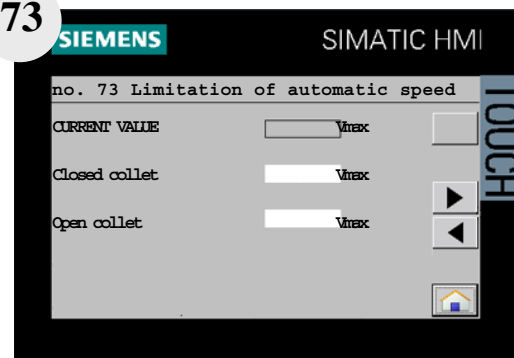 73
SIEMENS
SIMATIC HMI
TOUCH
no. 73 Limitation of automatic speed
CURRENT VALUE Vmax
Closed collet Vmax
Open collet Vmax